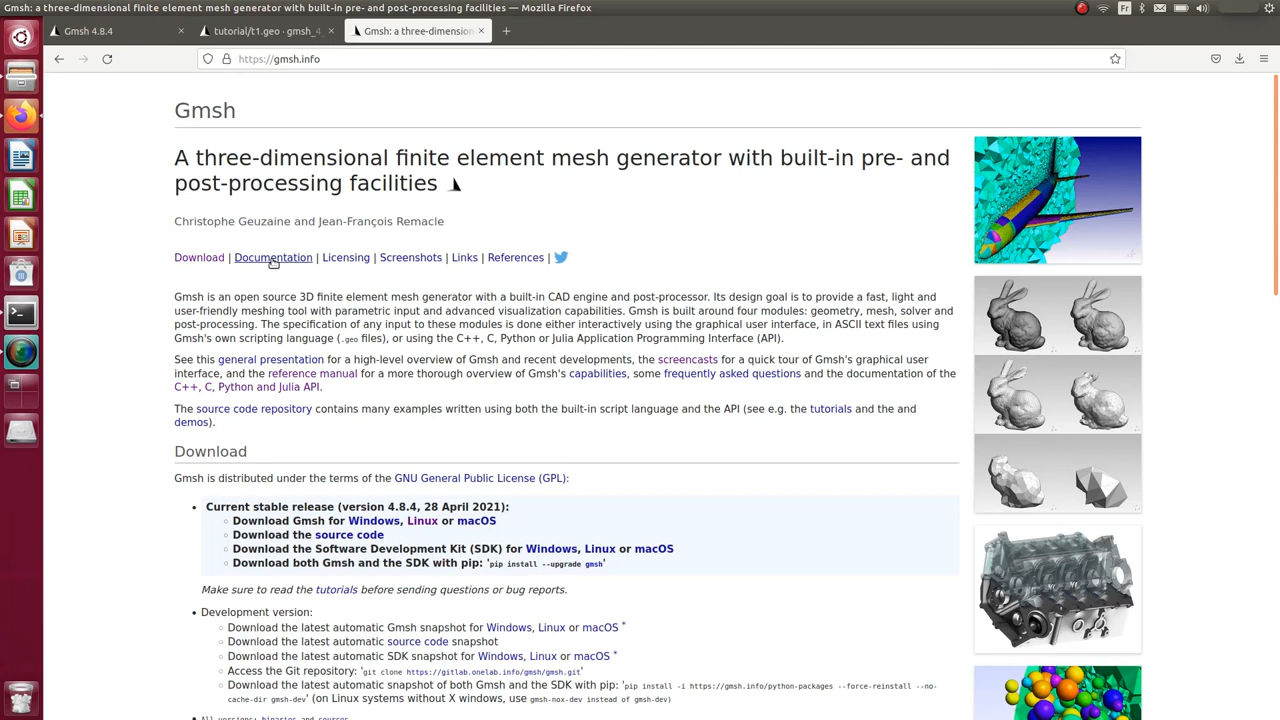 Gmsh: a three-dimensional finite element mesh generator with built-in pre- and post-processing facilities — Mozilla Firefox
Fr
Gmsh 4.8.4
tutorial/t1.geo · gmsh_4_
Gmsh: a three-dimension
https://gmsh.info
Gmsh
A three-dimensional finite element mesh generator with built-in pre- and
post-processing facilities
Christophe Geuzaine and Jean-François Remacle
Download | Documentation | Licensing | Screenshots | Links | References |
Gmsh is an open source 3D finite element mesh generator with a built-in CAD engine and post-processor. Its design goal is to provide a fast, light and
user-friendly meshing tool with parametric input and advanced visualization capabilities. Gmsh is built around four modules: geometry, mesh, solver and
post-processing. The specification of any input to these modules is done either interactively using the graphical user interface, in ASCII text files using
Gmsh's own scripting language (.geo files), or using the C++, C, Python or Julia Application Programming Interface (API).
See this general presentation for a high-level overview of Gmsh and recent developments, the screencasts for a quick tour of Gmsh's graphical user
interface, and the reference manual for a more thorough overview of Gmsh's capabilities, some frequently asked questions and the documentation of the
C++, C, Python and Julia API.
The source code repository contains many examples written using both the built-in script language and the API (see e.g. the tutorials and the and
demos).
Download
Gmsh is distributed under the terms of the GNU General Public License (GPL):
• Current stable release (version 4.8.4, 28 April 2021):
◦ Download Gmsh for Windows, Linux or macOS
◦ Download the source code
◦ Download the Software Development Kit (SDK) for Windows, Linux or macOS
◦ Download both Gmsh and the SDK with pip: 'pip install --upgrade gmsh'
Make sure to read the tutorials before sending questions or bug reports.
• Development version:
◦ Download the latest automatic Gmsh snapshot for Windows, Linux or macOS *
◦ Download the latest automatic source code snapshot
◦ Download the latest automatic SDK snapshot for Windows, Linux or macOS *
◦ Access the Git repository: 'git clone https://gitlab.onelab.info/gmsh/gmsh.git'
◦ Download the latest automatic snapshot of both Gmsh and the SDK with pip: 'pip install -i https://gmsh.info/python-packages --force-reinstall --no-
cache-dir gmsh-dev' (on Linux systems without X windows, use gmsh-nox-dev instead of gmsh-dev)
• All versions: binaries and sources